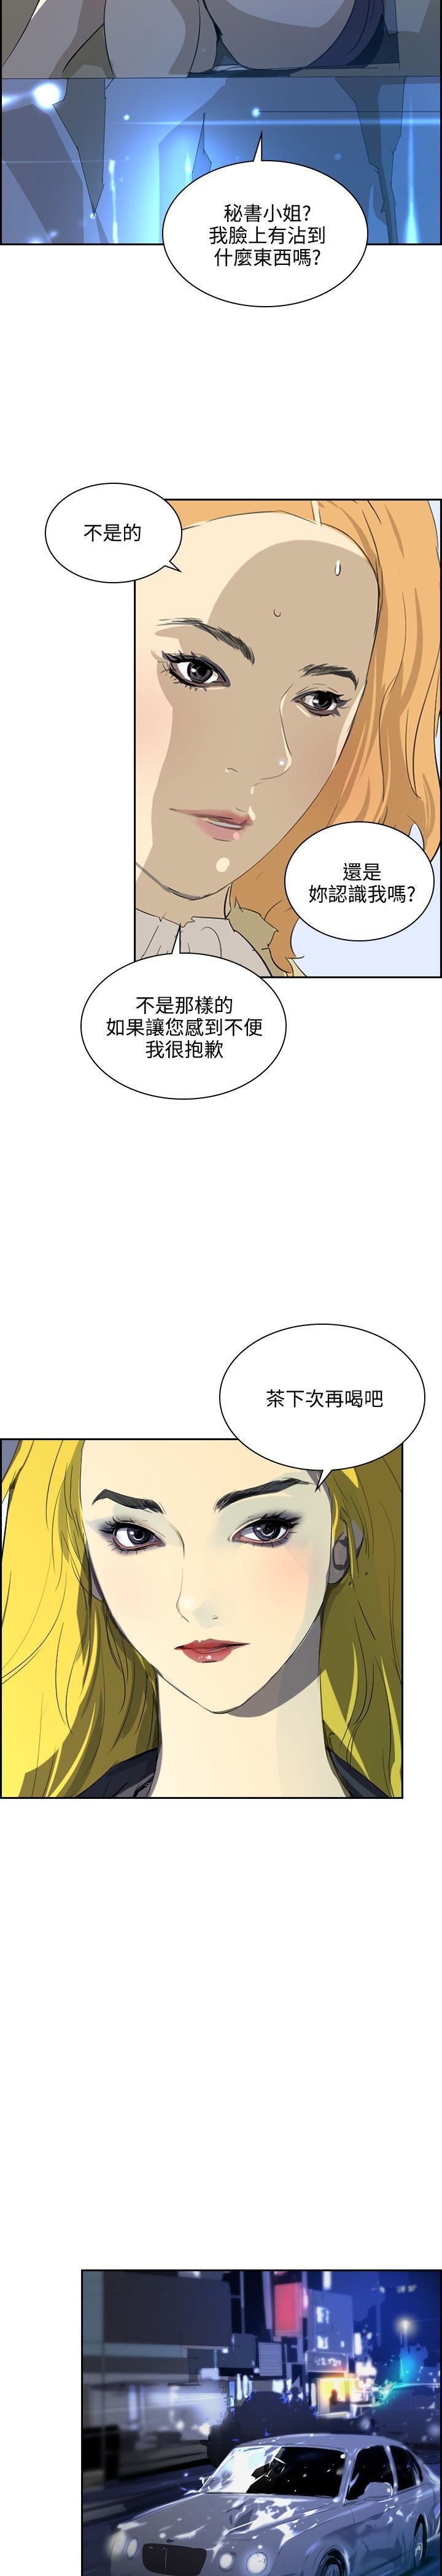 秘書小姐?
我臉上有沾到
什麼東西嗎?
不是的
還是
妳認識我嗎?
不是那樣的
如果讓您感到不便
我很抱歉
茶下次再喝吧